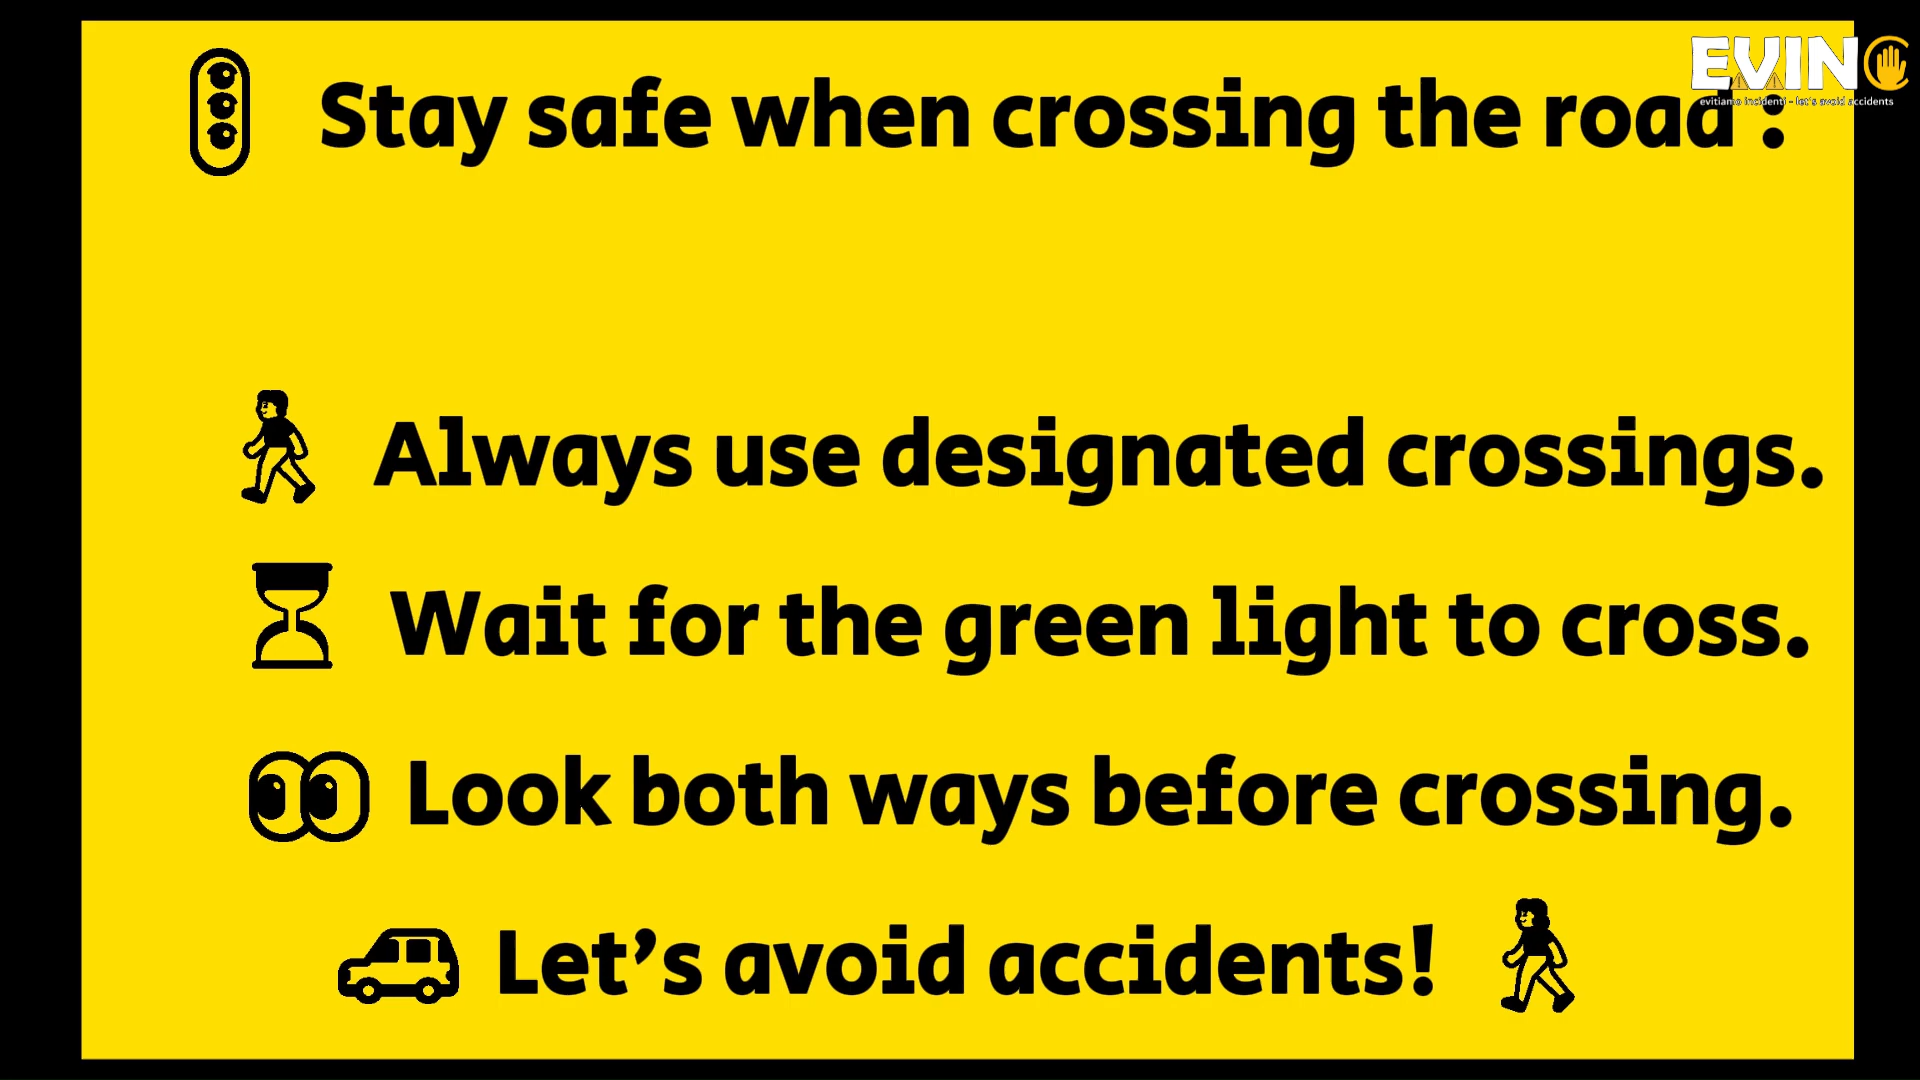 Stay safe when crossing the road :
EVIN
evitiamo incidenti - let's avoid accidents
Always use designated crossings.
Wait for the green light to cross.
Look both ways before crossing.
Let’s avoid accidents!